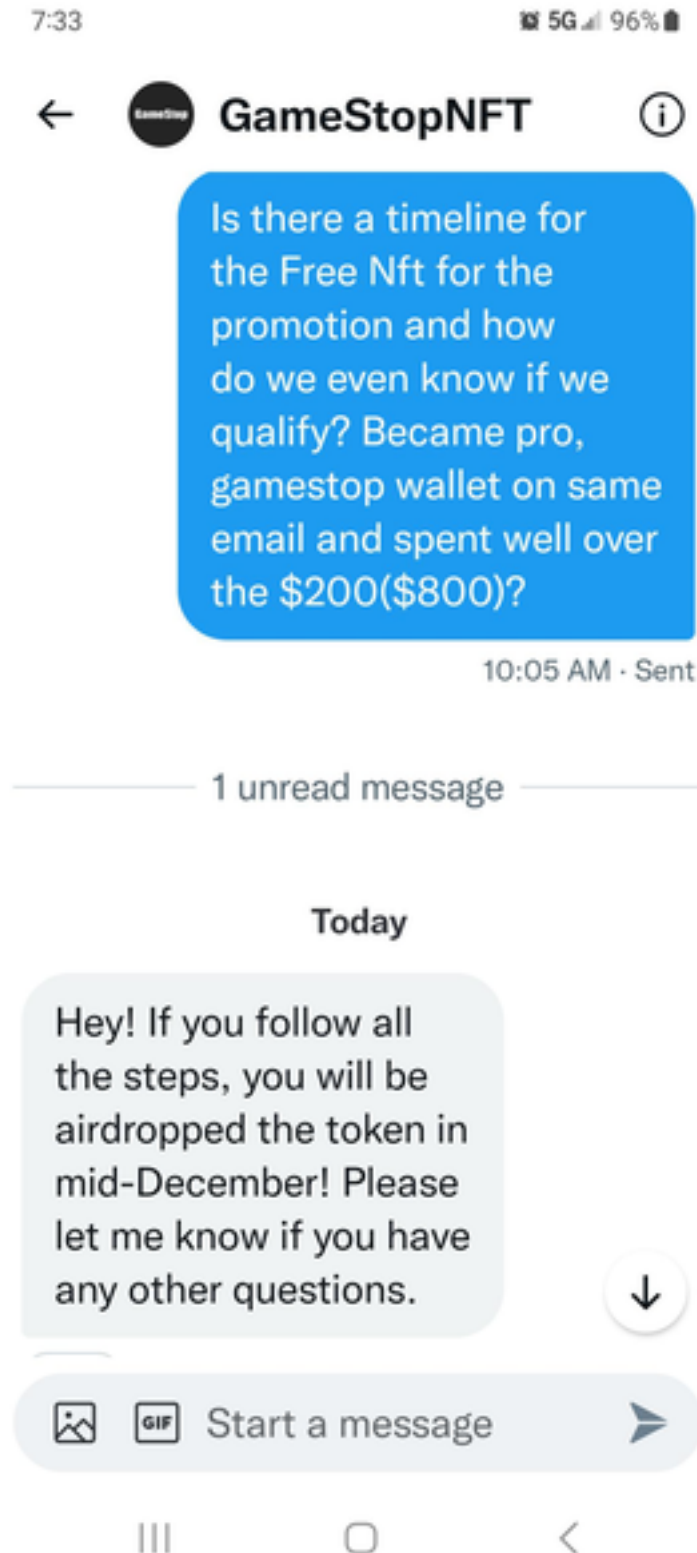 7:33 5G 96%
GameStop GameStopNFT
Is there a timeline for
the Free Nft for the
promotion and how
do we even know if we
qualify? Became pro,
gamestop wallet on same
email and spent well over
the $200($800)?
10:05 AM · Sent
1 unread message
Today
Hey! If you follow all
the steps, you will be
airdropped the token in
mid-December! Please
let me know if you have
any other questions.
GIF Start a message